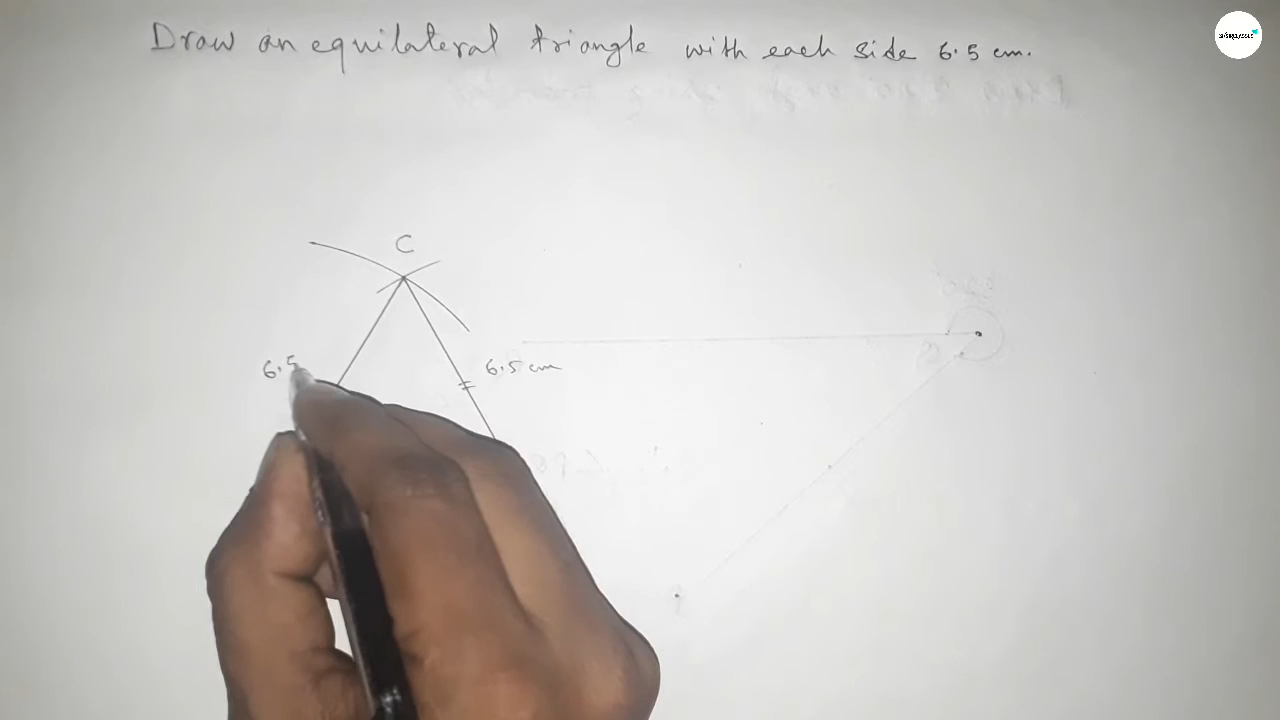 Draw an equilateral triangle with each side 6.5 cm.
C
6.5
6.5 cm